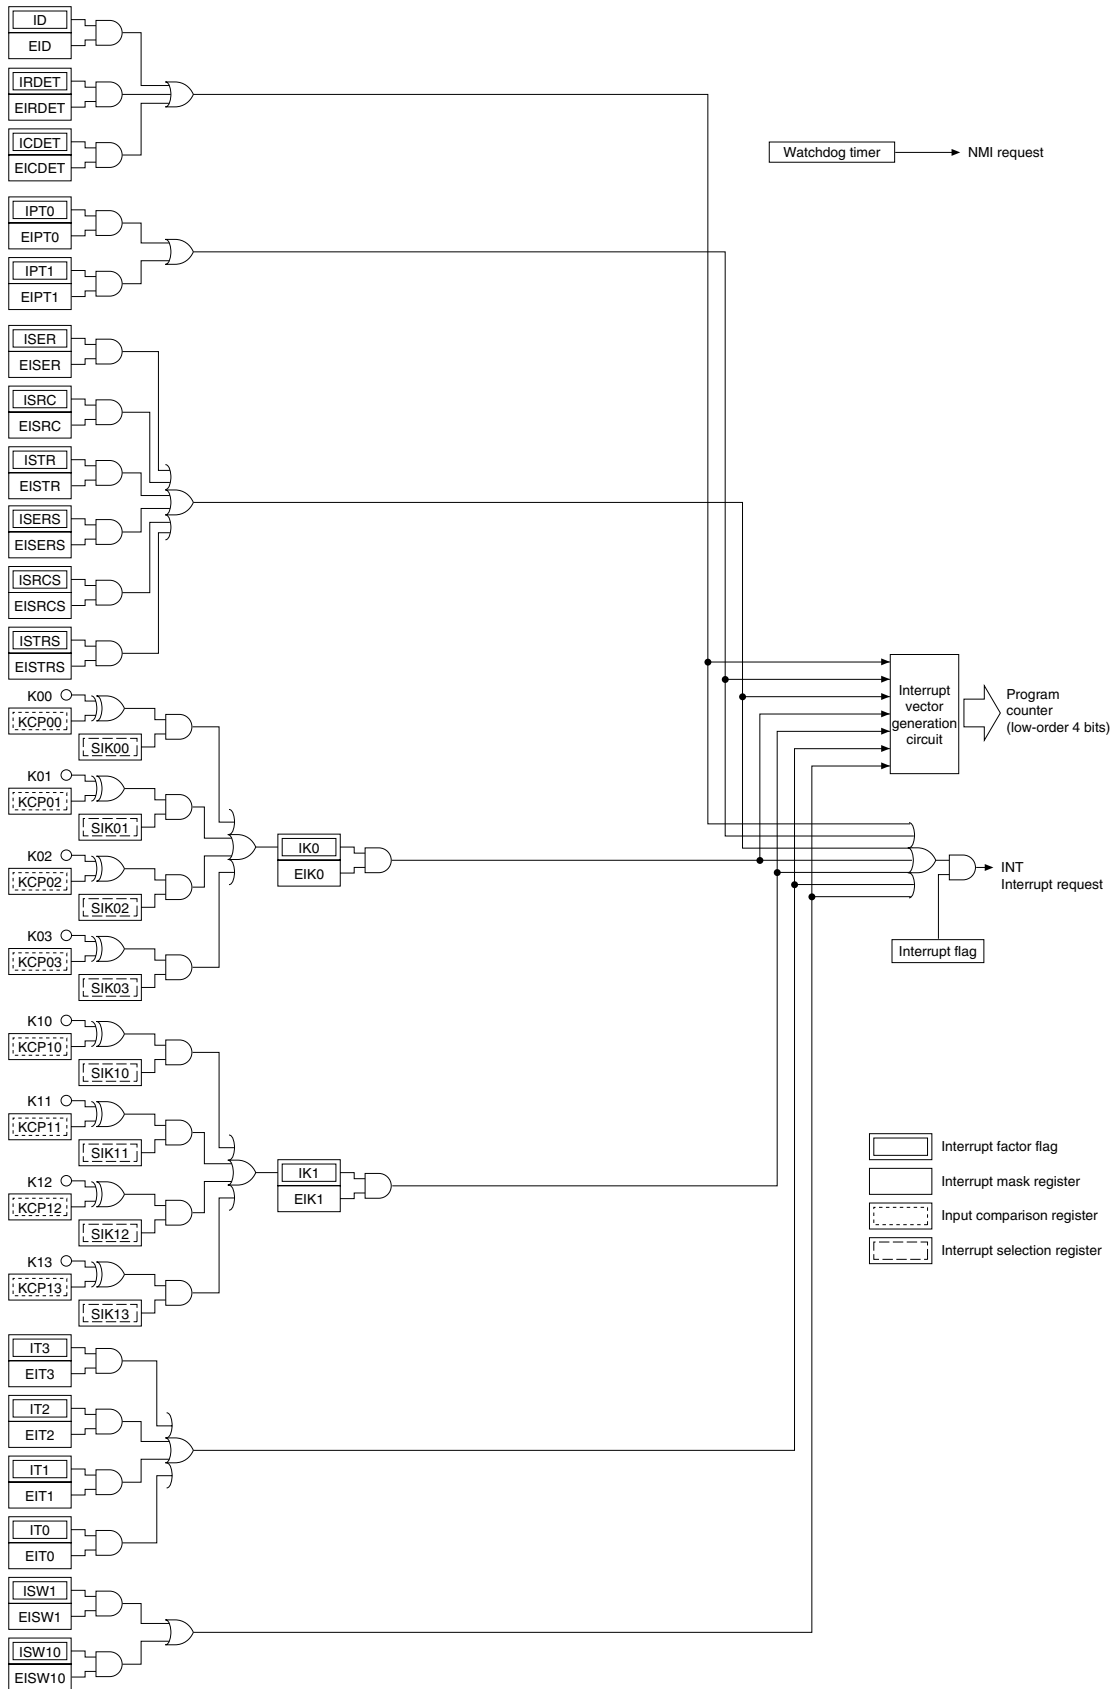 ID
EID
IRDET
EIRDET
ICDET
EICDET
Watchdog timer
NMI request
IPT0
EIPT0
IPT1
EIPT1
ISER
EISER
ISRC
EISRC
ISTR
EISTR
ISERS
EISERS
ISRCS
EISRCS
ISTRS
EISTRS
K00
KCP00
SIK00
K01
KCP01
SIK01
K02
KCP02
SIK02
K03
KCP03
SIK03
IK0
EIK0
Interrupt
vector
generation
circuit
Program
counter
(low-order 4 bits)
INT
Interrupt request
Interrupt flag
K10
KCP10
SIK10
K11
KCP11
SIK11
K12
KCP12
SIK12
K13
KCP13
SIK13
IK1
EIK1
Interrupt factor flag
Interrupt mask register
Input comparison register
Interrupt selection register
IT3
EIT3
IT2
EIT2
IT1
EIT1
IT0
EIT0
ISW1
EISW1
ISW10
EISW10